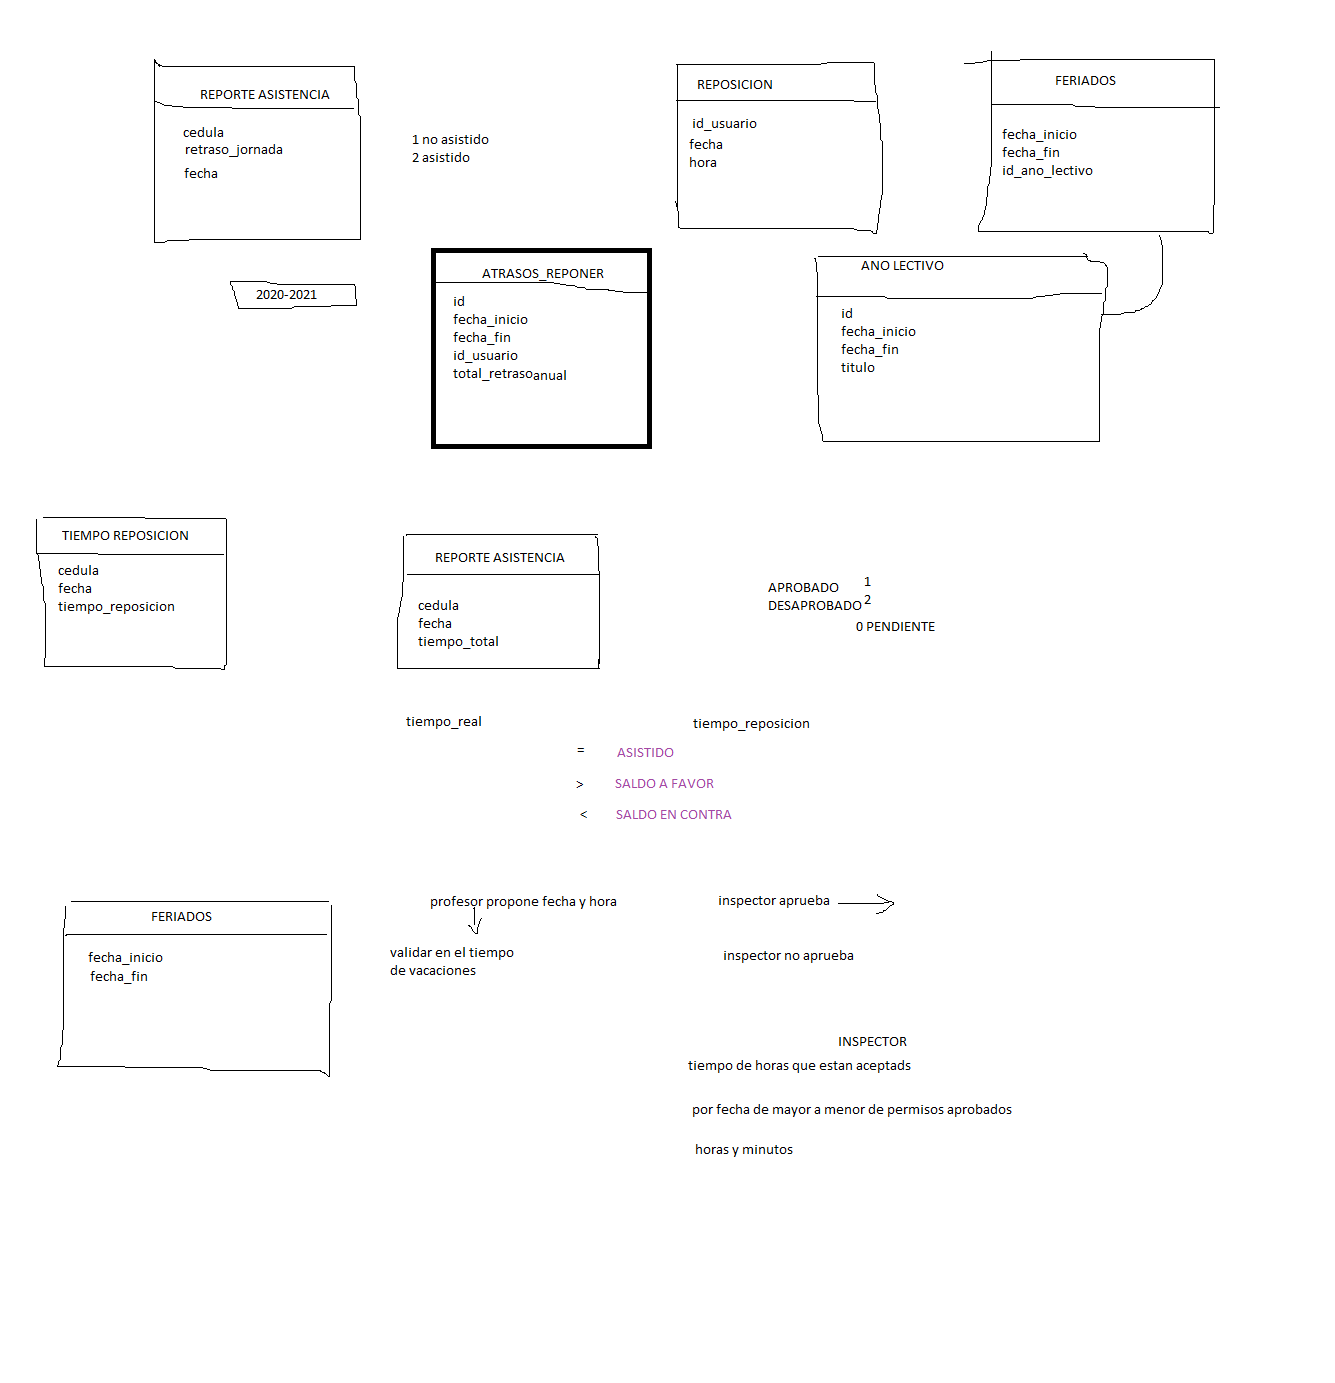 REPORTE ASISTENCIA
cedula
retraso_jornada
fecha
1 no asistido
2 asistido
REPOSICION
id_usuario
fecha
hora
FERIADOS
fecha_inicio
fecha_fin
id_ano_lectivo
2020-2021
ATRASOS_REPONER
id
fecha_inicio
fecha_fin
id_usuario
total_retrasoanual
ANO LECTIVO
id
fecha_inicio
fecha_fin
titulo
TIEMPO REPOSICION
cedula
fecha
tiempo_reposicion
REPORTE ASISTENCIA
cedula
fecha
tiempo_total
APROBADO 1
DESAPROBADO 2
0 PENDIENTE
tiempo_real tiempo_reposicion
= ASISTIDO
> SALDO A FAVOR
< SALDO EN CONTRA
FERIADOS
fecha_inicio
fecha_fin
profesor propone fecha y hora
validar en el tiempo
de vacaciones
inspector aprueba
inspector no aprueba
INSPECTOR
tiempo de horas que estan aceptads
por fecha de mayor a menor de permisos aprobados
horas y minutos